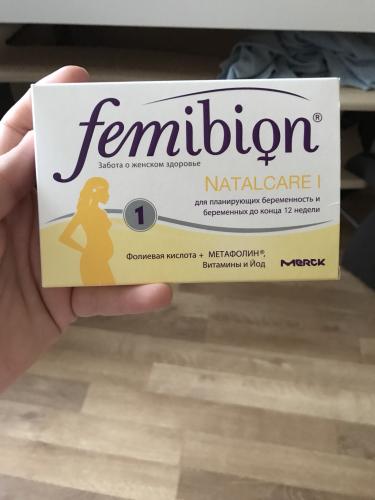 femibion®
Забота о женском здоровье
NATALCARE I
для планирующих беременность и
беременных до конца 12 недели
1
Фолиевая кислота + МЕТАФОЛИН®,
Витамины и Йод
MERCK